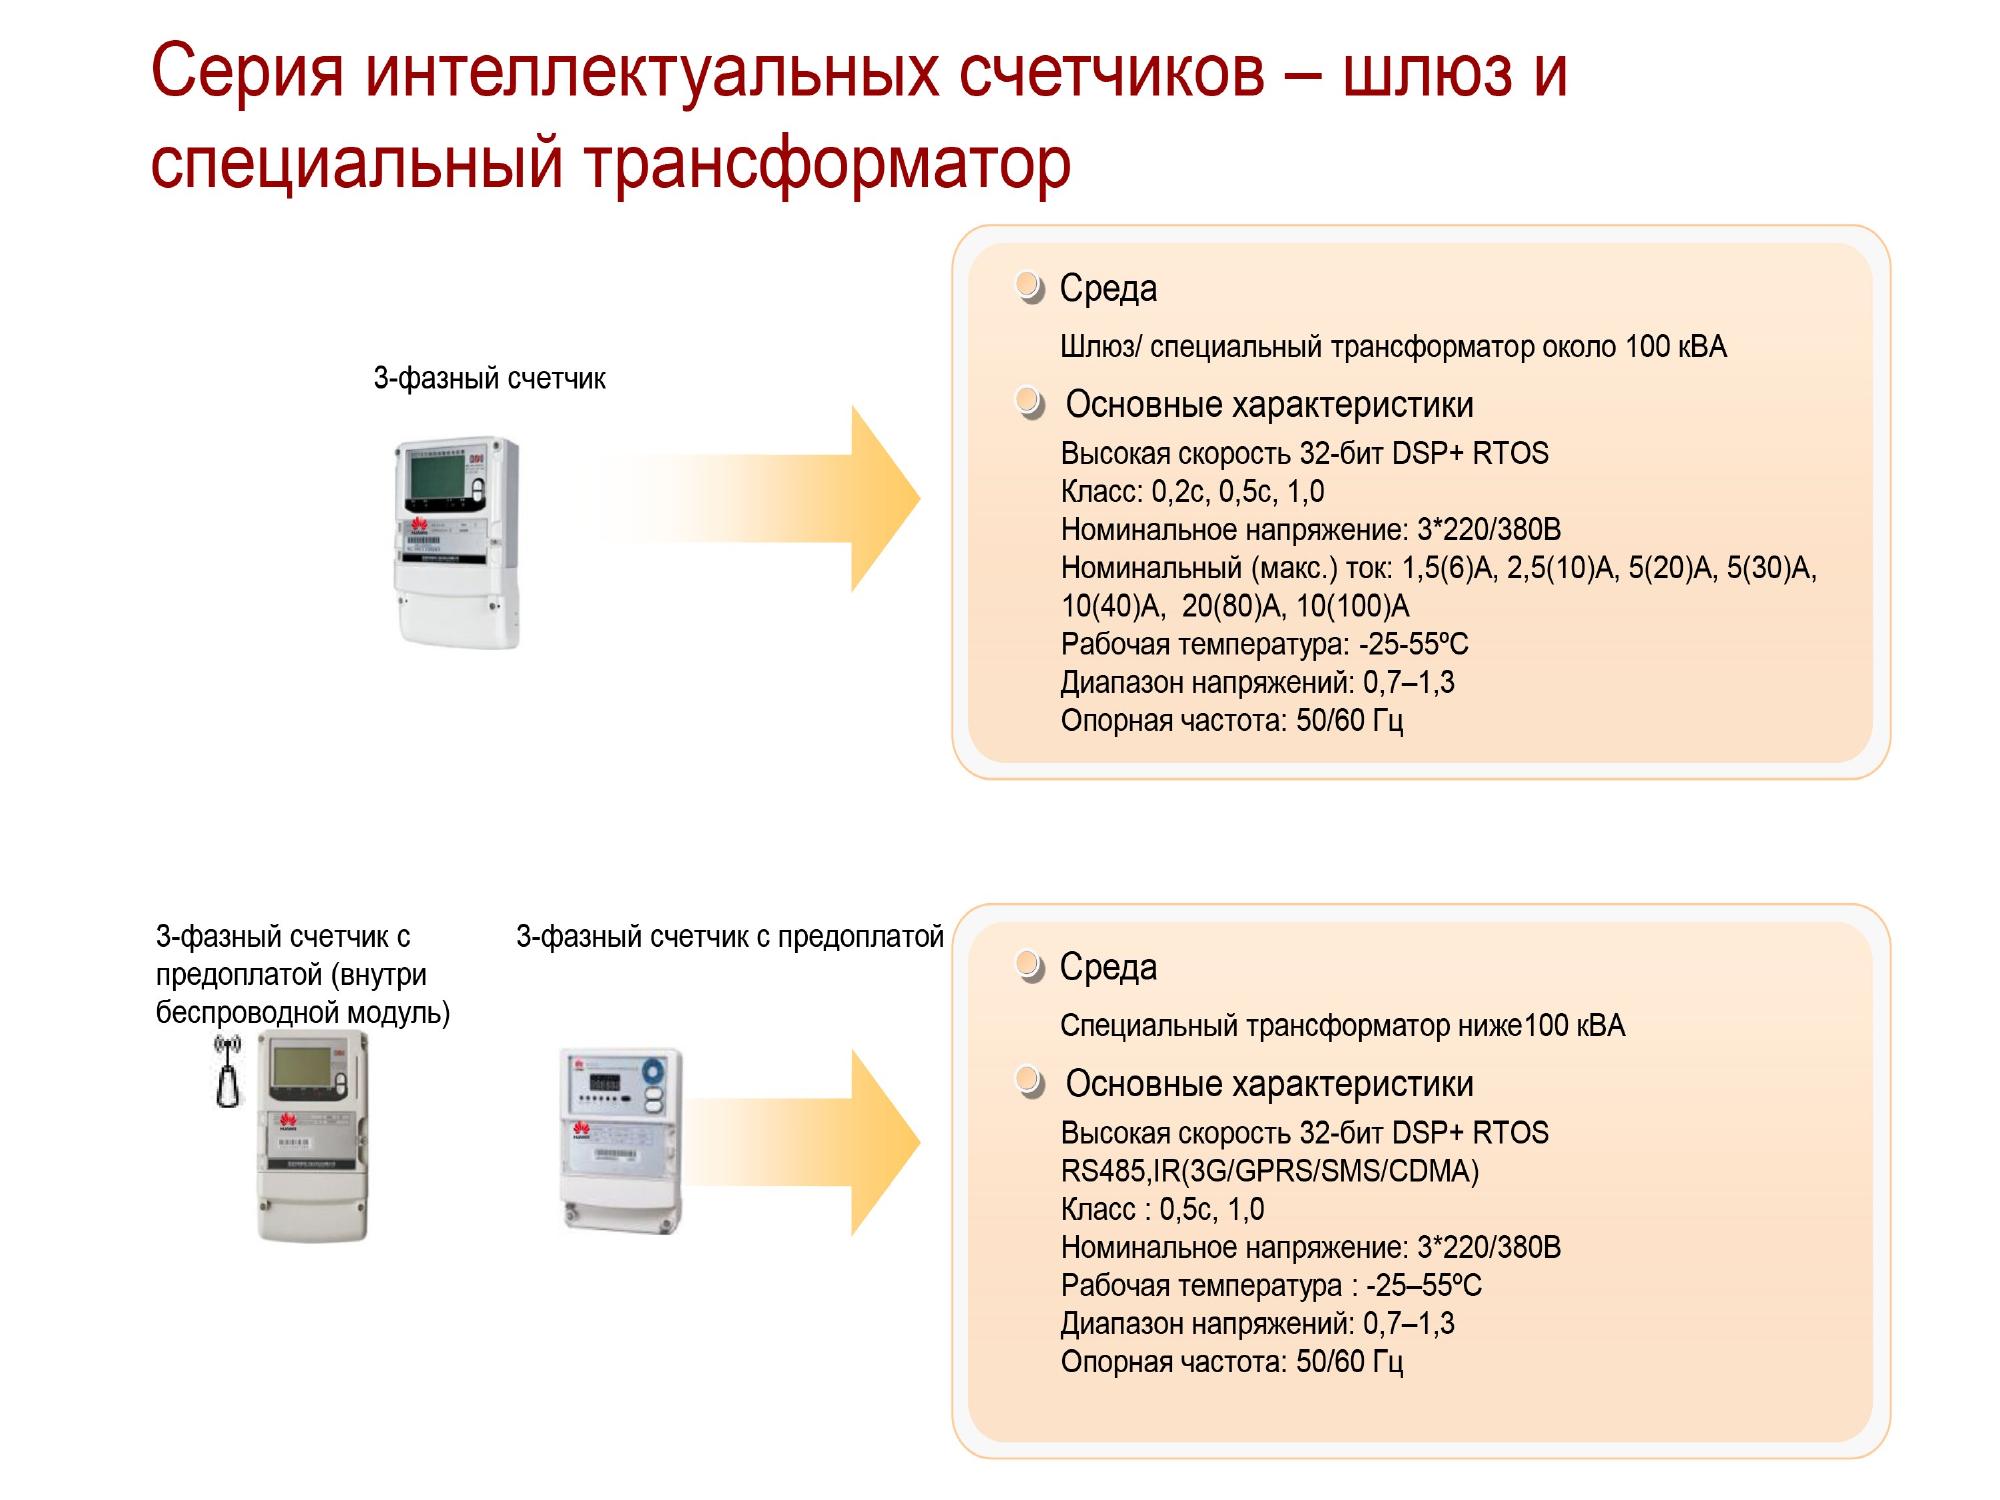 Серия интеллектуальных счетчиков – шлюз и
специальный трансформатор
3-фазный счетчик
HUAWEI
Среда
Шлюз/ специальный трансформатор около 100 кВА
Основные характеристики
Высокая скорость 32-бит DSP+ RTOS
Класс: 0,2с, 0,5с, 1,0
Номинальное напряжение: 3*220/380В
Номинальный (макс.) ток: 1,5(6)А, 2,5(10)А, 5(20)А, 5(30)А,
10(40)А, 20(80)А, 10(100)А
Рабочая температура: -25-55ºС
Диапазон напряжений: 0,7–1,3
Опорная частота: 50/60 Гц
3-фазный счетчик с
предоплатой (внутри
беспроводной модуль)
HUAWEI
3-фазный счетчик с предоплатой
HUAWEI
Среда
Специальный трансформатор ниже100 кВА
Основные характеристики
Высокая скорость 32-бит DSP+ RTOS
RS485,IR(3G/GPRS/SMS/CDMA)
Класс : 0,5с, 1,0
Номинальное напряжение: 3*220/380В
Рабочая температура : -25–55ºС
Диапазон напряжений: 0,7–1,3
Опорная частота: 50/60 Гц